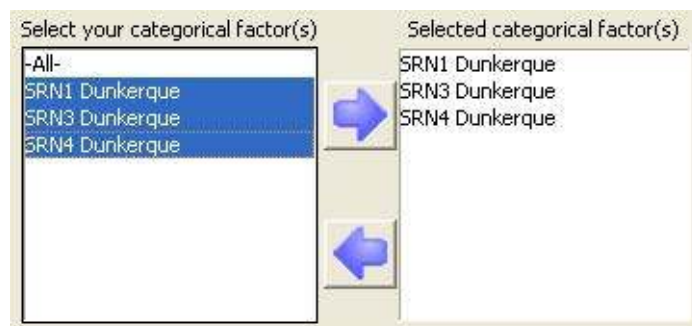 Select your categorical factor(s)
-All-
SRN1 Dunkerque
SRN3 Dunkerque
SRN4 Dunkerque
Selected categorical factor(s)
SRN1 Dunkerque
SRN3 Dunkerque
SRN4 Dunkerque